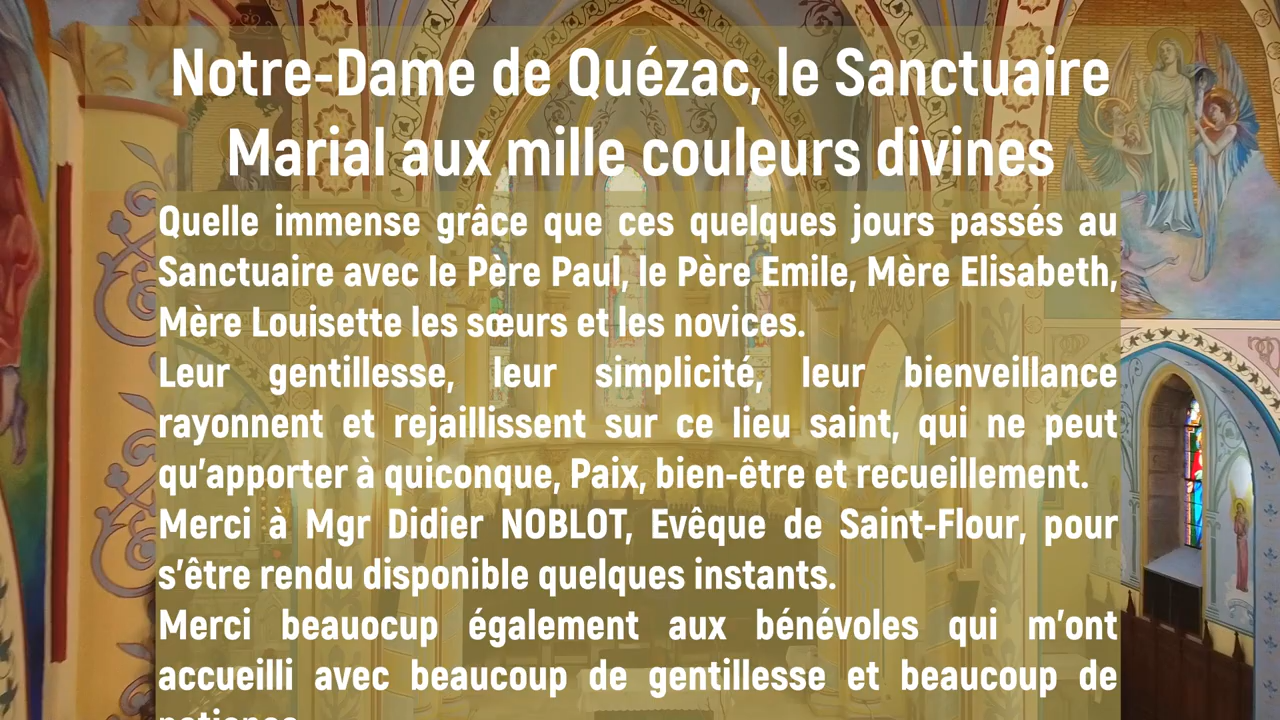 Notre-Dame de Quézac, le Sanctuaire
Marial aux mille couleurs divines
Quelle immense grâce que ces quelques jours passés au
Sanctuaire avec le Père Paul, le Père Emile, Mère Elisabeth,
Mère Louisette les sœurs et les novices.
Leur gentillesse, leur simplicité, leur bienveillance
rayonnent et rejaillissent sur ce lieu saint, qui ne peut
qu'apporter à quiconque, Paix, bien-être et recueillement.
Merci à Mgr Didier NOBLOT, Evêque de Saint-Flour, pour
s'être rendu disponible quelques instants.
Merci beauocup également aux bénévoles qui m'ont
accueilli avec beaucoup de gentillesse et beaucoup de